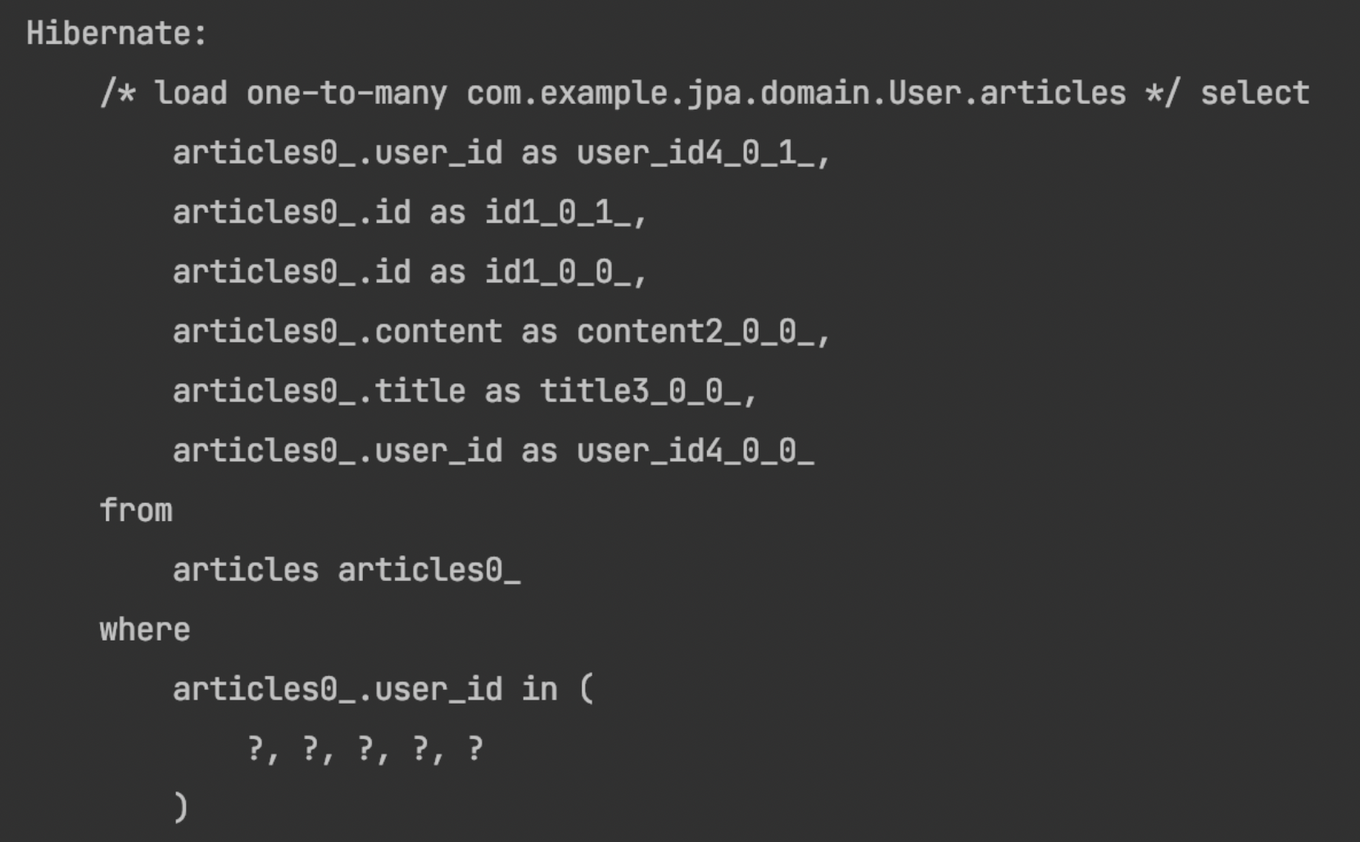 Hibernate:
    /* load one-to-many com.example.jpa.domain.User.articles */ select
        articles0_.user_id as user_id4_0_1_,
        articles0_.id as id1_0_1_,
        articles0_.id as id1_0_0_,
        articles0_.content as content2_0_0_,
        articles0_.title as title3_0_0_,
        articles0_.user_id as user_id4_0_0_
    from
        articles articles0_
    where
        articles0_.user_id in (
            ?, ?, ?, ?, ?
        )